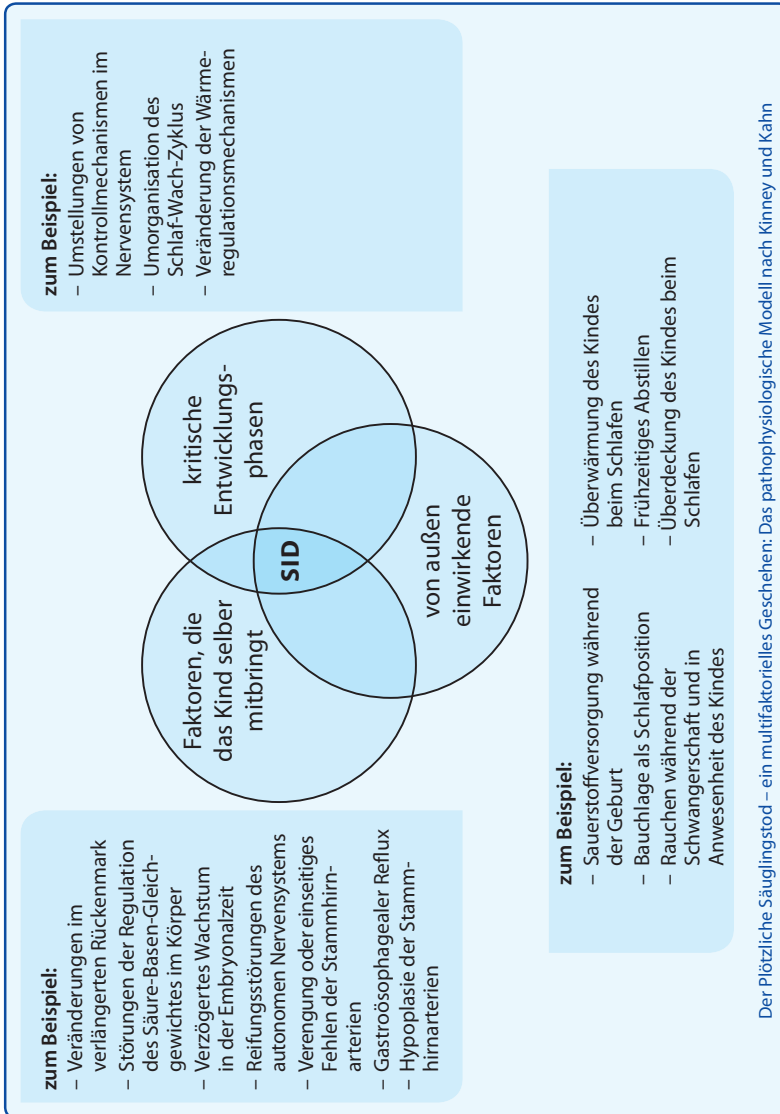 zum Beispiel:
– Veränderungen im
verlängerten Rückenmark
– Störungen der Regulation
des Säure-Basen-Gleich-
gewichtes im Körper
– Verzögertes Wachstum
in der Embryonalzeit
– Reifungsstörungen des
autonomen Nervensystems
– Verengung oder einseitiges
Fehlen der Stammhirn-
arterien
– Gastroösophagealer Reflux
– Hypoplasie der Stamm-
hirnarterien
Faktoren, die
das Kind selber
mitbringt
SID
kritische
Entwicklungs-
phasen
von außen
einwirkende
Faktoren
zum Beispiel:
– Umstellungen von
Kontrollmechanismen im
Nervensystem
– Umorganisation des
Schlaf-Wach-Zyklus
– Veränderung der Wärme-
regulationsmechanismen
zum Beispiel:
– Sauerstoffversorgung während
der Geburt
– Bauchlage als Schlafposition
– Rauchen während der
Schwangerschaft und in
Anwesenheit des Kindes
– Überwärmung des Kindes
beim Schlafen
– Frühzeitiges Abstillen
– Überdeckung des Kindes beim
Schlafen
Der Plötzliche Säuglingstod – ein multifaktorielles Geschehen: Das pathophysiologische Modell nach Kinney und Kahn